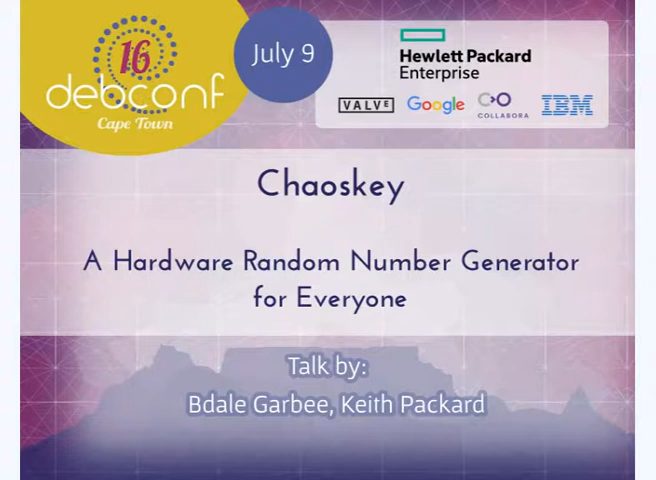 16
debconf
Cape Town
July 9
Hewlett Packard
Enterprise
VALVE Google COLLABORA IBM
Chaoskey
A Hardware Random Number Generator
for Everyone
Talk by:
Bdale Garbee, Keith Packard